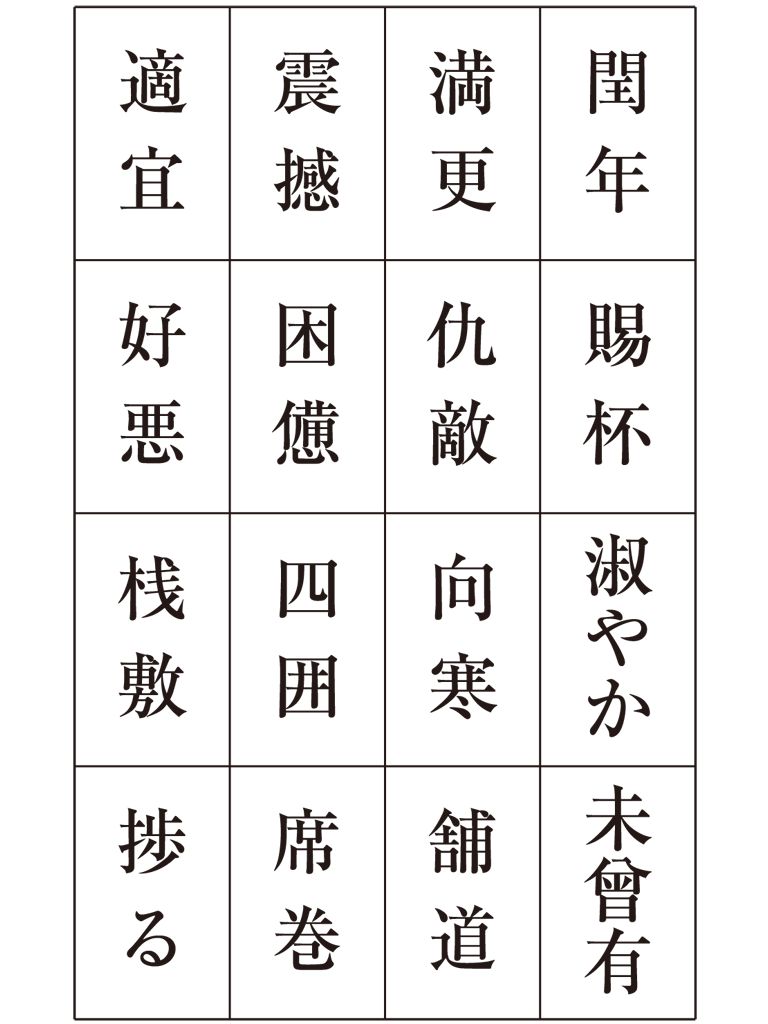 閏年
賜杯
淑やか
未曾有
満更
仇敵
向寒
舗道
震撼
困憊
四囲
席巻
適宜
好悪
桟敷
捗る